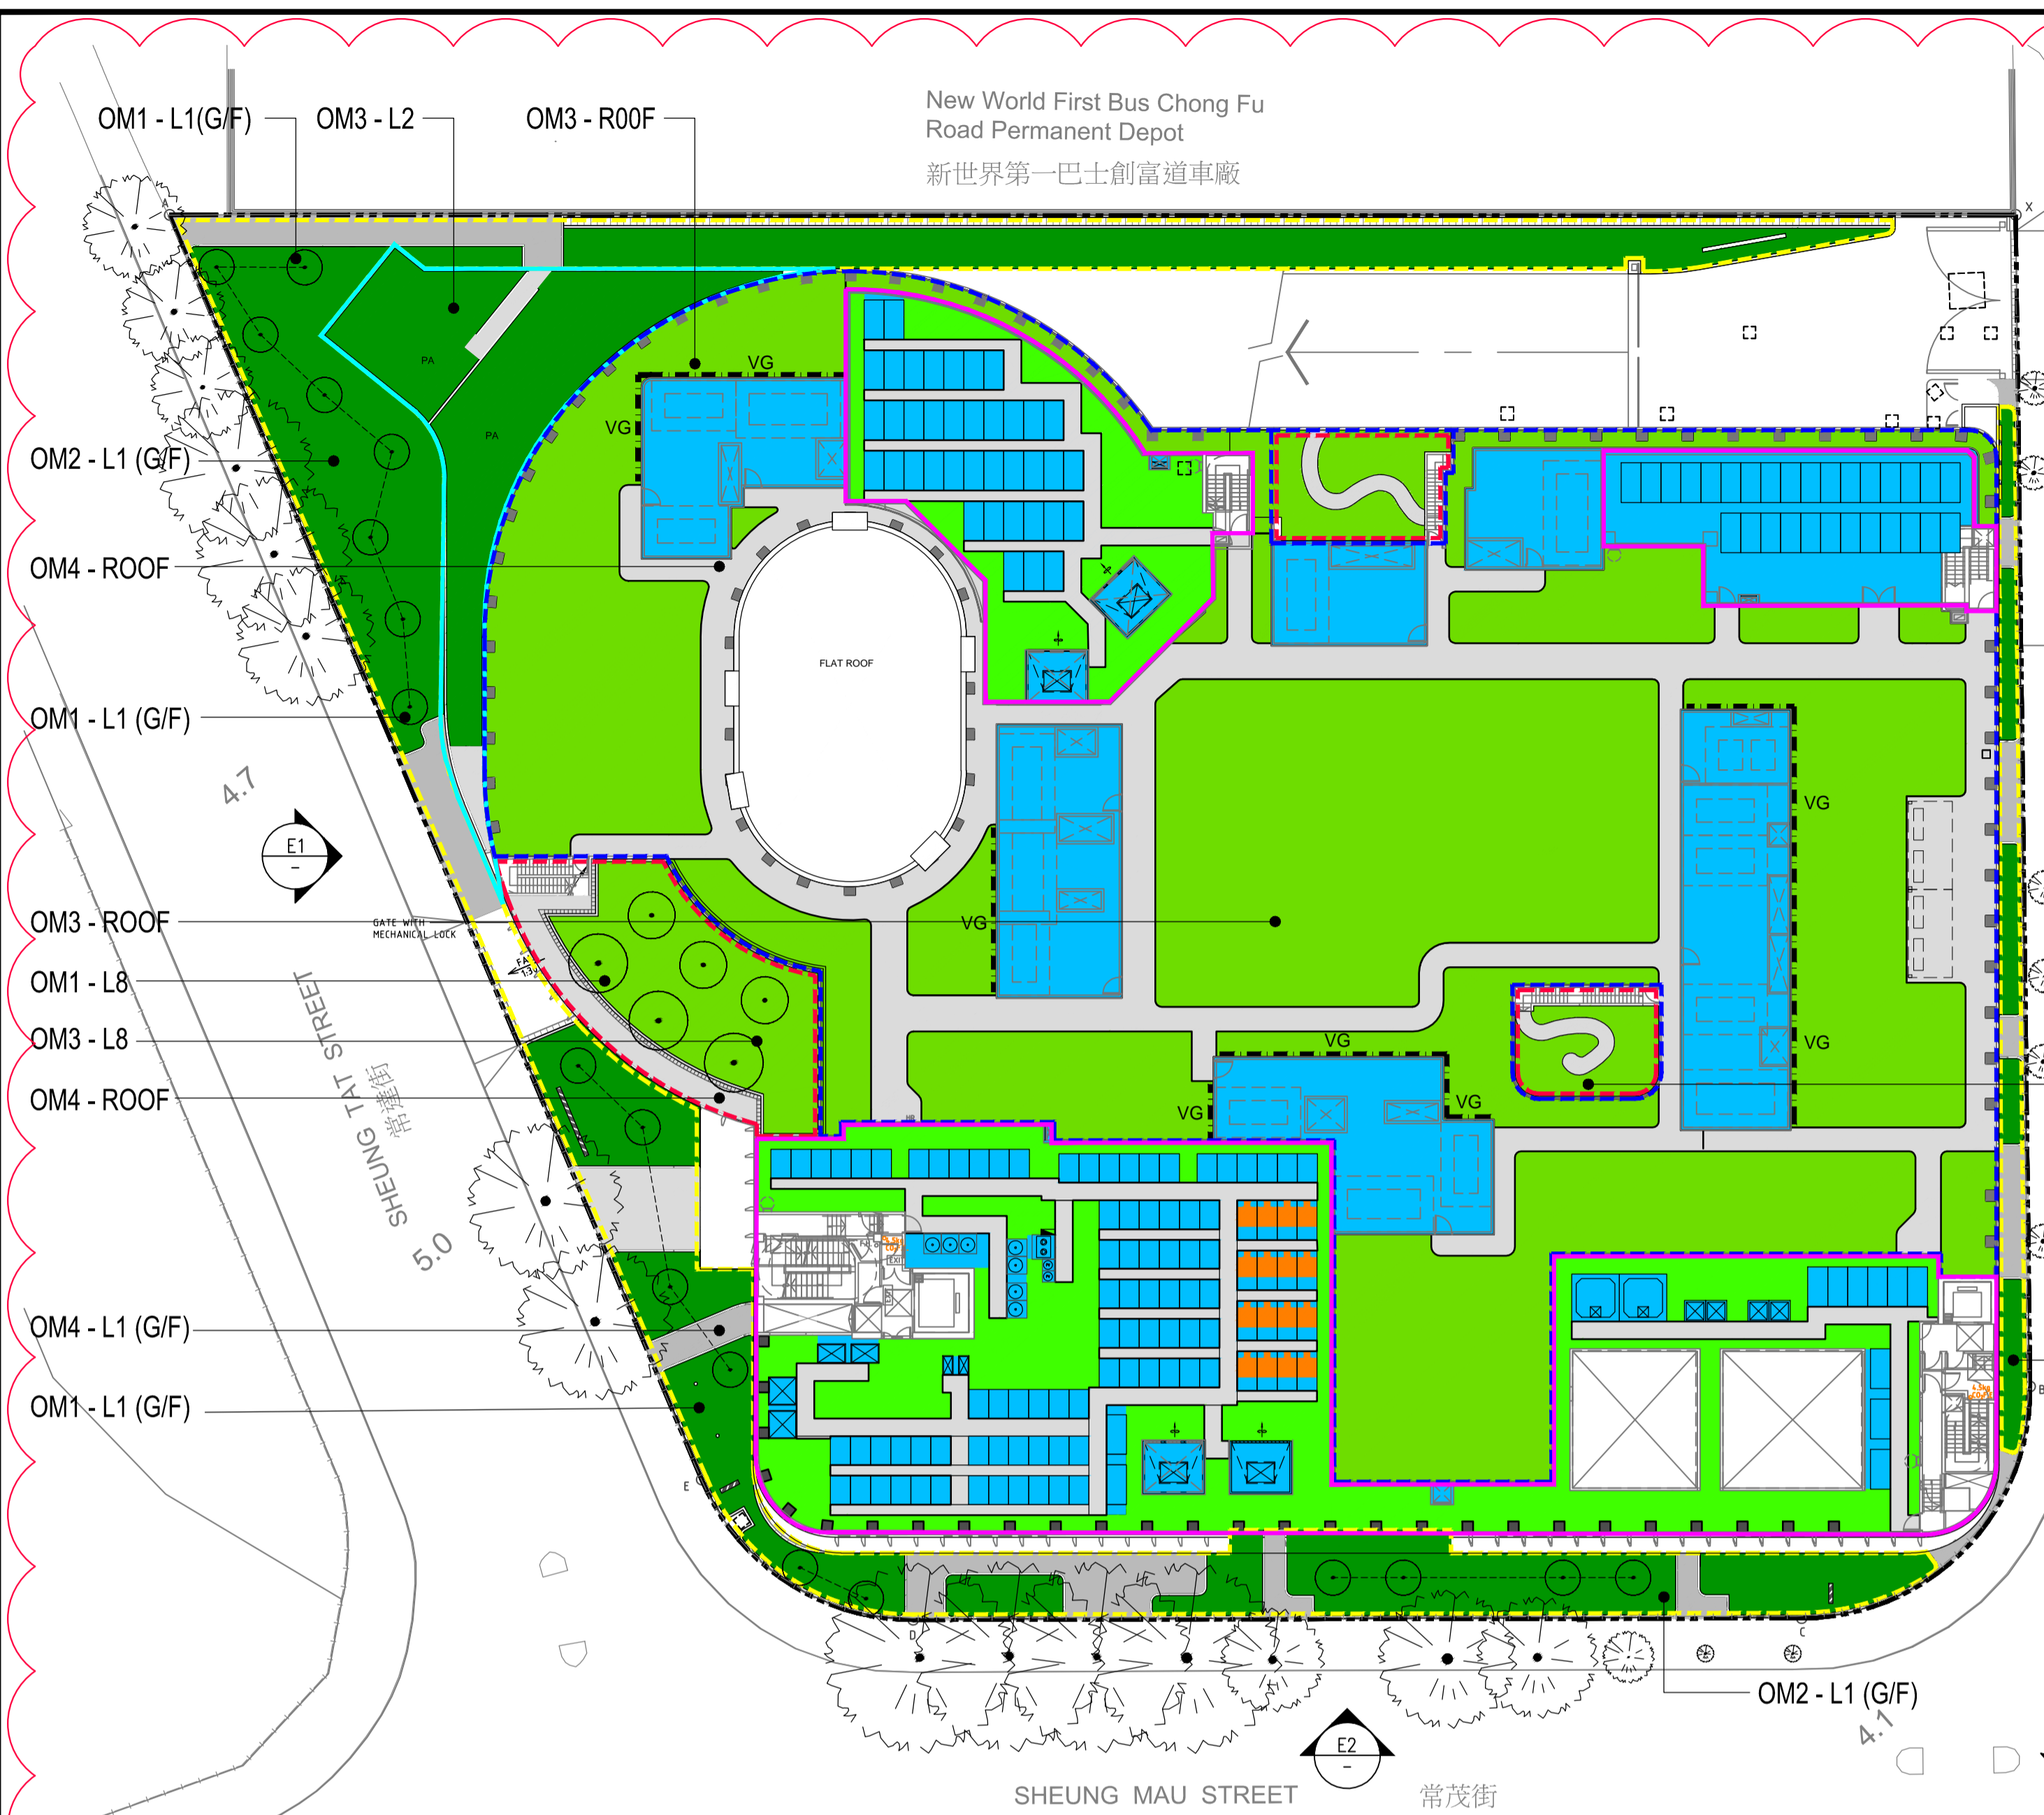 New World First Bus Chong Fu
Road Permanent Depot
新世界第一巴士創富道車廠
OM1 - L1(G/F)
OM3 - L2
OM3 - R00F
A
X
PA
PA
VG
VG
OM2 - L1 (G/F)
OM4 - ROOF
FLAT ROOF
OM1 - L1 (G/F)
4.7
E1
-
VG
VG
OM3 - ROOF
GATE WITH
MECHANICAL LOCK
VG
FA
OM1 - L8
OM3 - L8
OM4 - ROOF
VG
VG
VG
HR
SHEUNG TAT STREET
常達街
5.0
OM4 - L1 (G/F)
OM1 - L1 (G/F)
4.5kg
E
B
D
C
OM2 - L1 (G/F)
4.1
E2
-
SHEUNG MAU STREET
常茂街